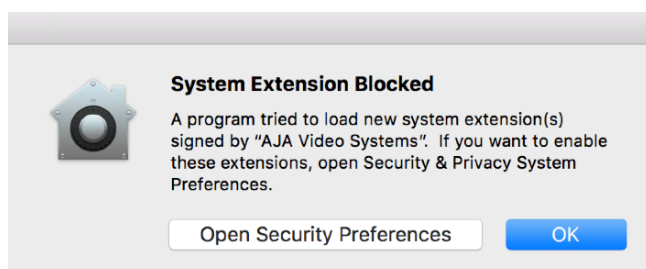 System Extension Blocked
A program tried to load new system extension(s)
signed by “AJA Video Systems”.  If you want to enable
these extensions, open Security & Privacy System
Preferences.
Open Security Preferences
OK